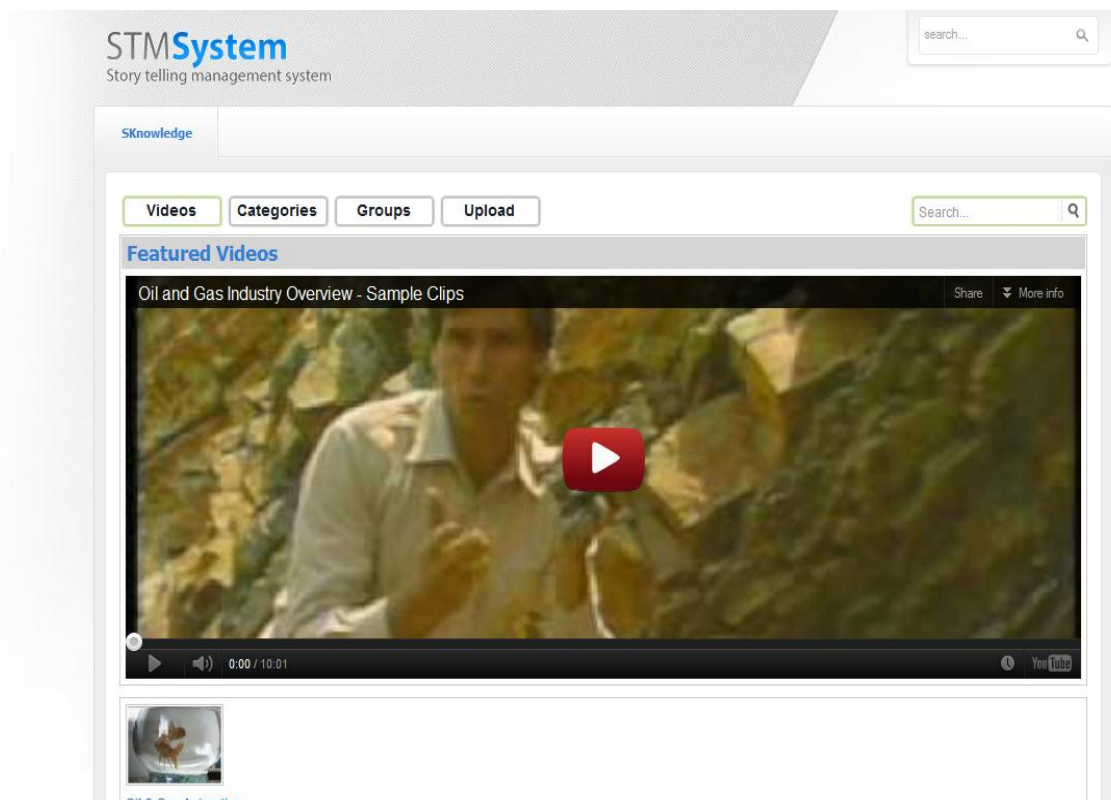 STMSystem
Story telling management system
search...
SKnowledge
Videos Categories Groups Upload
Search...
Featured Videos
Oil and Gas Industry Overview - Sample Clips
Share More info
0:00 / 10:01
YouTube